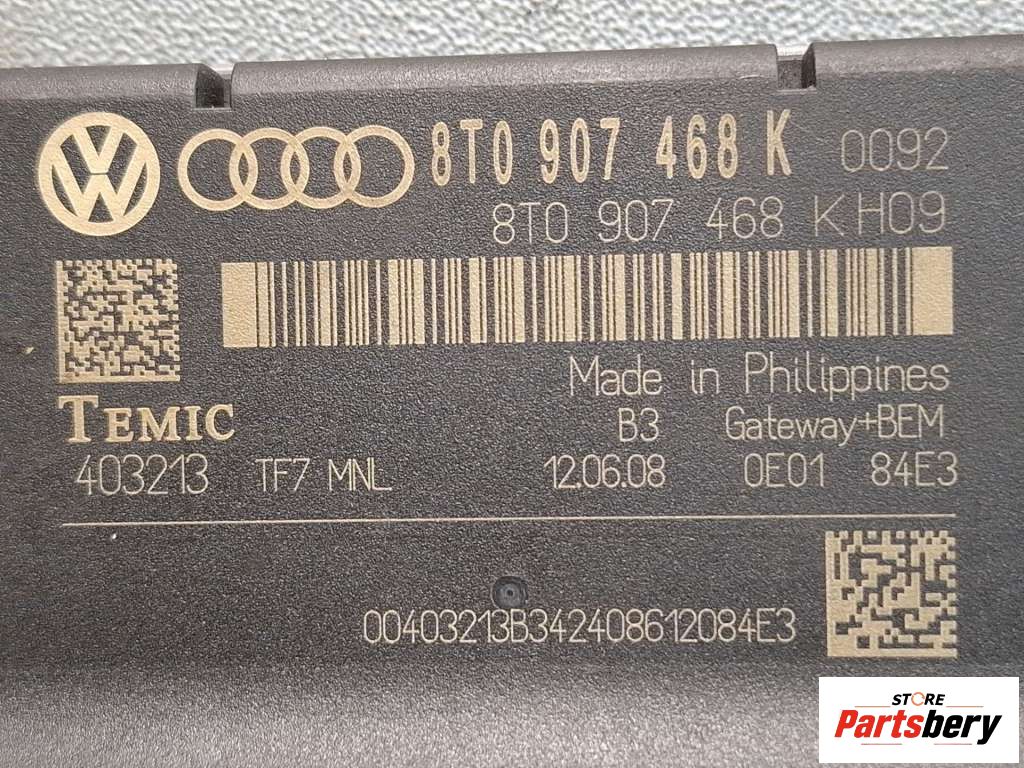 8T0 907 468 K 0092
8T0 907 468 K H09
Made in Philippines
TEMIC B3 Gateway+BEM
403213 TF7 MNL 12.06.08 0E01 84E3
00403213B342408612084E3
STORE
Partsbery